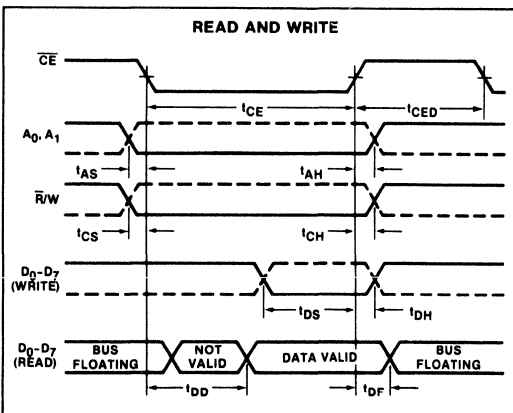 READ AND WRITE
CE
tCE
tCED
A0, A1
tAS
tAH
R/W
tCS
tCH
D0-D7
(WRITE)
tDS
tDH
D0-D7
(READ)
BUS
FLOATING
NOT
VALID
DATA VALID
BUS
FLOATING
tDD
tDF